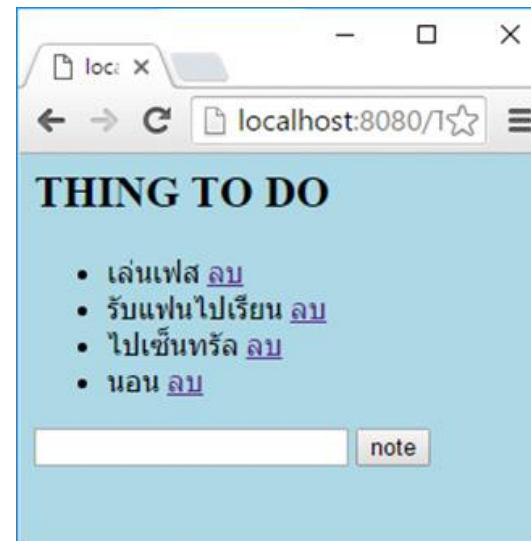 loca
localhost:8080/T
THING TO DO
เล่นเฟส ลบ
รับแฟนไปเรียน ลบ
ไปเซ็นทรัล ลบ
นอน ลบ
note